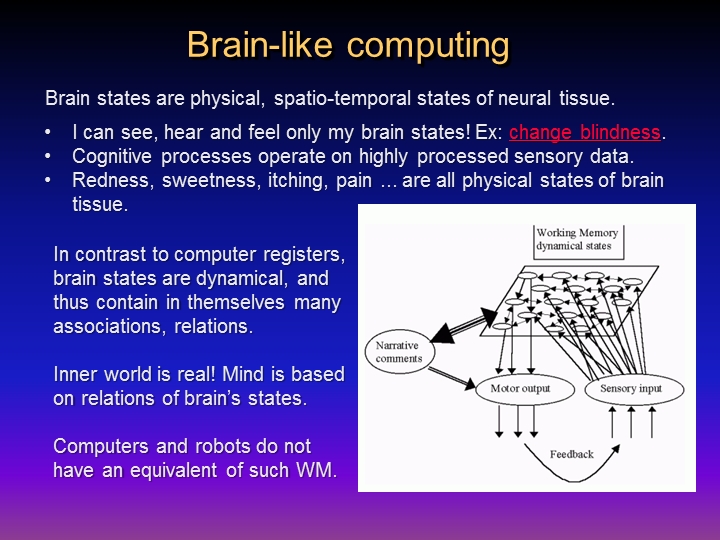 Brain-like computing
Brain states are physical, spatio-temporal states of neural tissue.
• I can see, hear and feel only my brain states! Ex: change blindness.
• Cognitive processes operate on highly processed sensory data.
• Redness, sweetness, itching, pain ... are all physical states of brain
tissue.
In contrast to computer registers,
brain states are dynamical, and
thus contain in themselves many
associations, relations.
Inner world is real! Mind is based
on relations of brain's states.
Computers and robots do not
have an equivalent of such WM.
Working Memory
dynamical states
Narrative
comments
Motor output
Sensory input
Feedback